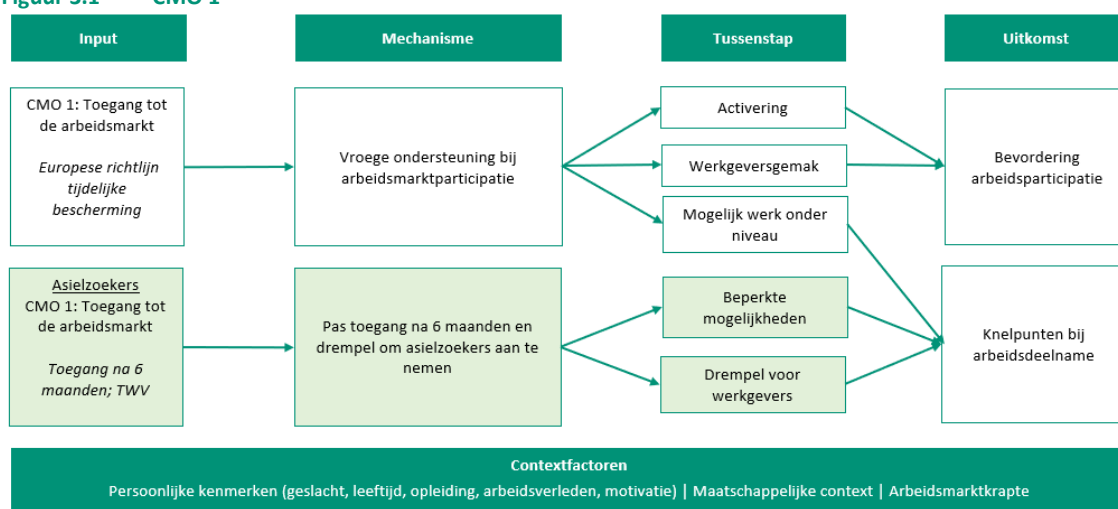 Figuur 3.1 CMO 1
Input
Mechanisme
Tussenstap
Uitkomst
CMO 1: Toegang tot
de arbeidsmarkt
Europese richtlijn
tijdelijke
bescherming
Vroege ondersteuning bij
arbeidsmarktparticipatie
Activering
Werkgeversgemak
Mogelijk werk onder
niveau
Bevordering
arbeidsparticipatie
Asielzoekers
CMO 1: Toegang tot
de arbeidsmarkt
Toegang na 6
maanden; TWV
Pas toegang na 6 maanden en
drempel om asielzoekers aan te
nemen
Beperkte
mogelijkheden
Drempel voor
werkgevers
Knelpunten bij
arbeidsdeelname
Contextfactoren
Persoonlijke kenmerken (geslacht, leeftijd, opleiding, arbeidsverleden, motivatie) | Maatschappelijke context | Arbeidsmarktkrapte